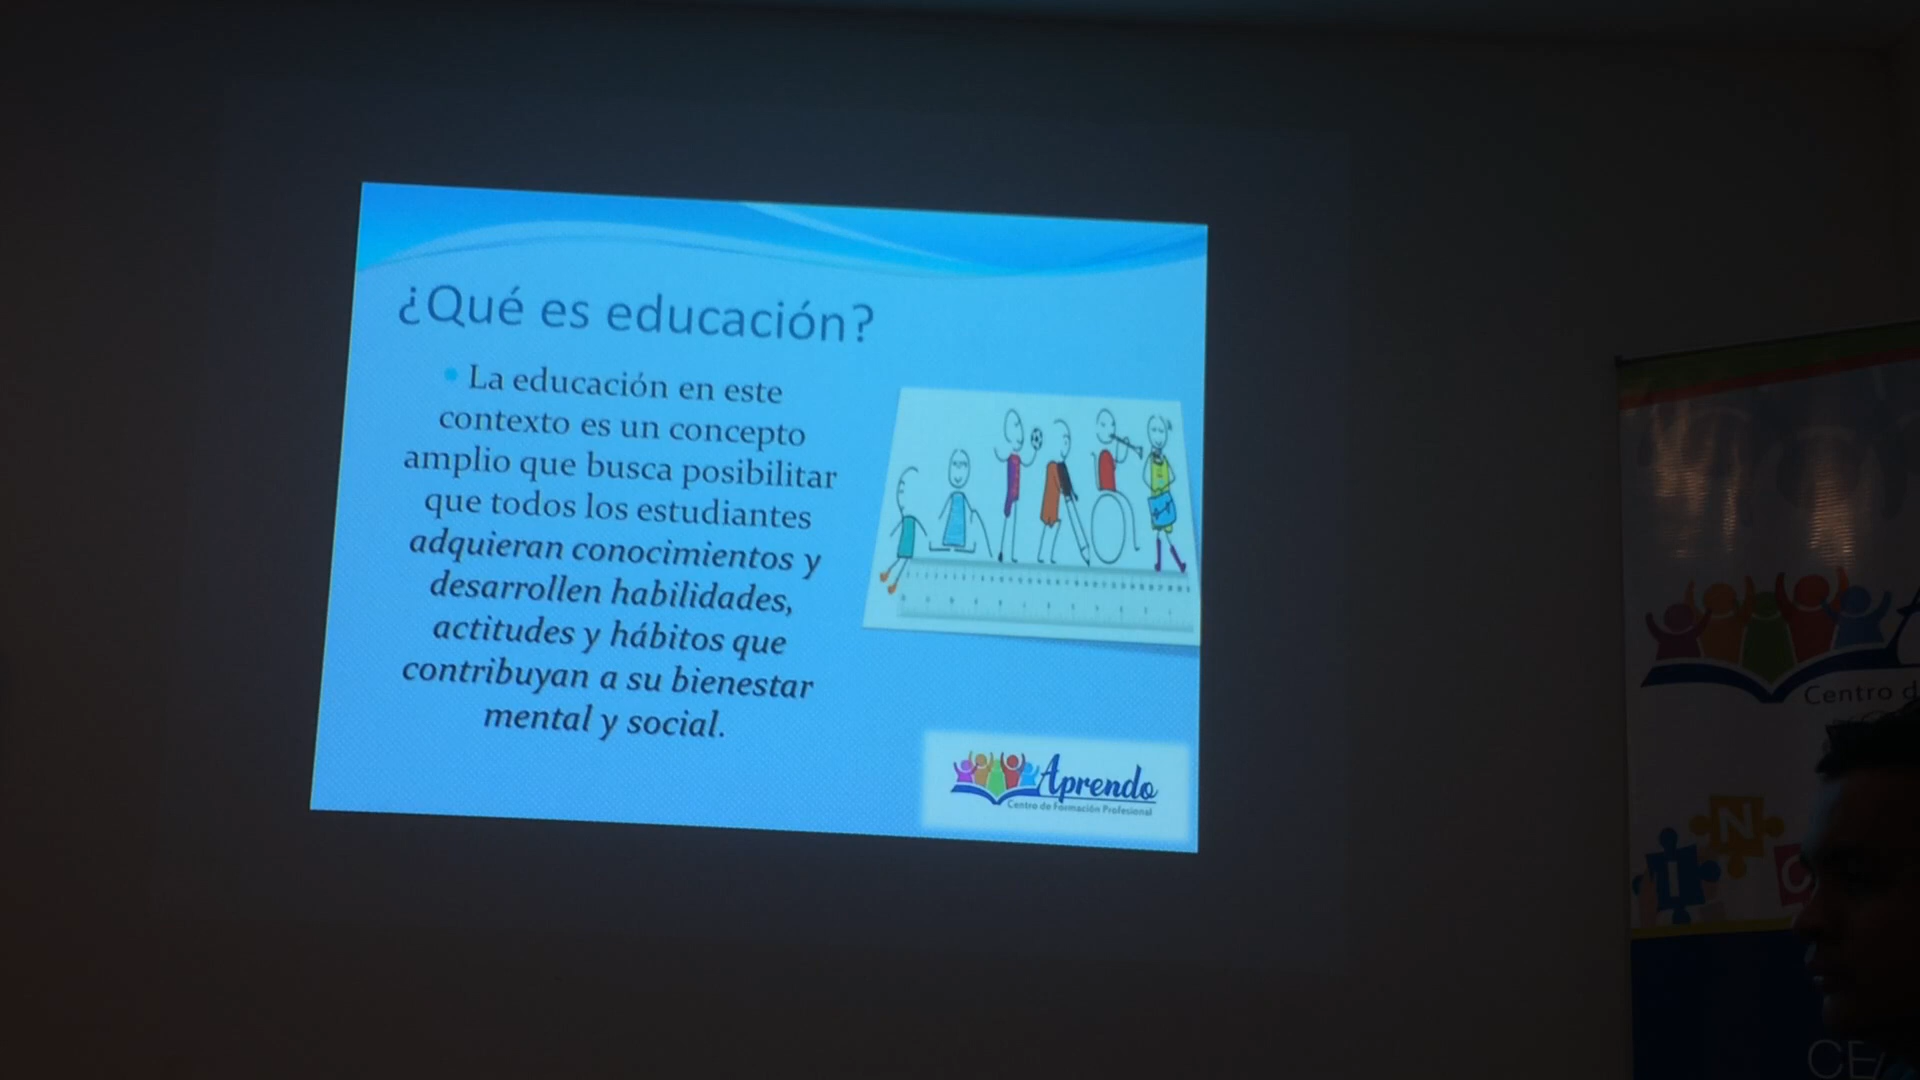 ¿Qué es educación?
La educación en este
contexto es un concepto
amplio que busca posibilitar
que todos los estudiantes
adquieran conocimientos y
desarrollen habilidades,
actitudes y hábitos que
contribuyan a su bienestar
mental y social.
Aprendo
Centro de Formación Profesional
A
Centro d
I N C
CE